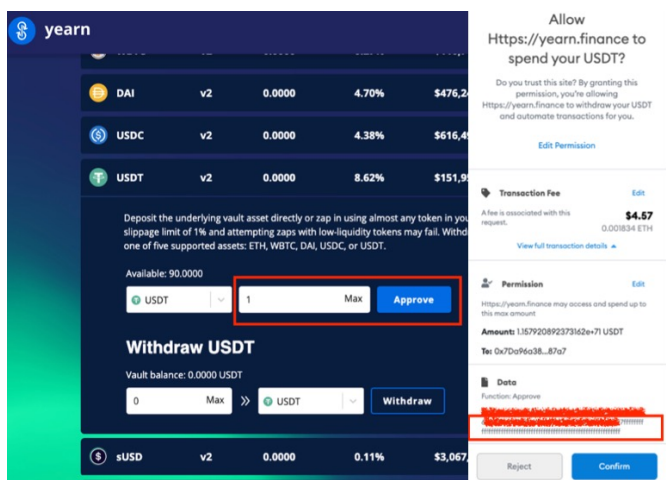 yearn
DAI v2 0.0000 4.70% $476,2
USDC v2 0.0000 4.38% $616,4
USDT v2 0.0000 8.62% $151,9
Deposit the underlying vault asset directly or zap in using almost any token in you
slippage limit of 1% and attempting zaps with low-liquidity tokens may fail. Withd
one of five supported assets: ETH, WBTC, DAI, USDC, or USDT.
Available: 90.0000
USDT 1 Max Approve
Withdraw USDT
Vault balance: 0.0000 USDT
0 Max » USDT Withdraw
sUSD v2 0.0000 0.11% $3,067,
Allow
Https://yearn.finance to
spend your USDT?
Do you trust this site? By granting this
permission, you're allowing
Https://yearn.finance to withdraw your USDT
and automate transactions for you.
Edit Permission
Transaction Fee Edit
A fee is associated with this
request.
$4.57
0.001834 ETH
View full transaction details
Permission Edit
Https://yearn.finance may access and spend up to
this max amount
Amount: 1.157920892373162e+71 USDT
To: 0x7Da96a38...87a7
Data
Function: Approve
Reject Confirm